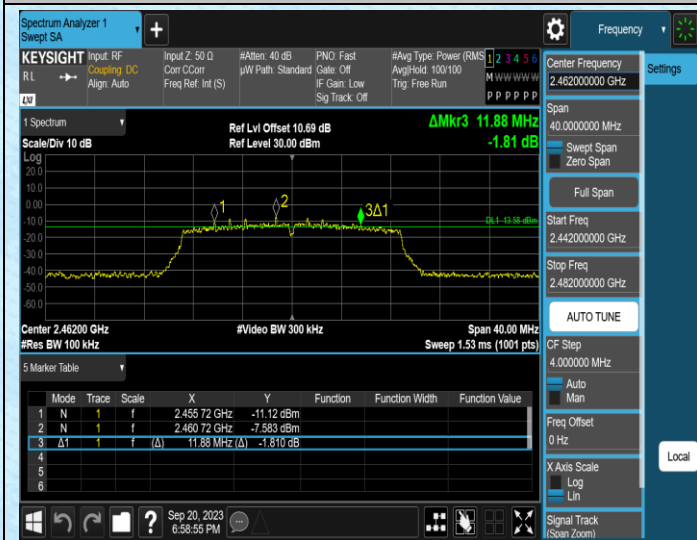 Spectrum Analyzer 1
Swept SA
Frequency
KEYSIGHT
RL
LXI
Input: RF
Coupling: DC
Align: Auto
Input Z: 50 Ω
Corr CCorr
Freq Ref: Int (S)
#Atten: 40 dB
µW Path: Standard
PNO: Fast
Gate: Off
IF Gain: Low
Sig Track: Off
#Avg Type: Power (RMS
Avg|Hold: 100/100
Trig: Free Run
1 2 3 4 5 6
M W W W W W
P P P P P P
1 Spectrum
Scale/Div 10 dB
Ref Lvl Offset 10.69 dB
Ref Level 30.00 dBm
ΔMkr3 11.88 MHz
-1.81 dB
Log
20.0
10.0
0.00
-10.0
-20.0
-30.0
-40.0
-50.0
-60.0
1
2
3Δ1
DL1 -13.58 dBm
Center 2.46200 GHz
#Res BW 100 kHz
#Video BW 300 kHz
Span 40.00 MHz
Sweep 1.53 ms (1001 pts)
5 Marker Table
Mode Trace Scale X Y Function Function Width Function Value
1 N 1 f 2.455 72 GHz -11.12 dBm
2 N 1 f 2.460 72 GHz -7.583 dBm
3 Δ1 1 f (Δ) 11.88 MHz (Δ) -1.810 dB
4
5
6
Sep 20, 2023
6:58:55 PM
Center Frequency
2.462000000 GHz
Span
40.0000000 MHz
Swept Span
Zero Span
Full Span
Start Freq
2.442000000 GHz
Stop Freq
2.482000000 GHz
AUTO TUNE
CF Step
4.000000 MHz
Auto
Man
Freq Offset
0 Hz
X Axis Scale
Log
Lin
Signal Track
(Span Zoom)
Settings
Local